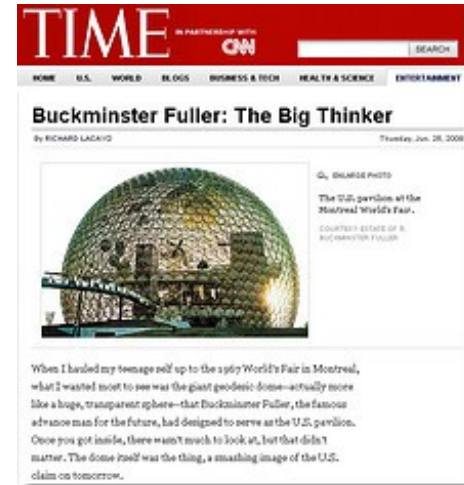 TIME
IN PARTNERSHIP WITH
CNN
SEARCH
HOME U.S. WORLD BLOGS BUSINESS & TECH HEALTH & SCIENCE ENTERTAINMENT
Buckminster Fuller: The Big Thinker
By RICHARD LACAYO Thursday, Jun. 26, 2008
ENLARGE PHOTO
The U.S. pavilion at the
Montreal World's Fair.
COURTESY ESTATE OF R.
BUCKMINSTER FULLER
When I hauled my teenage self up to the 1967 World's Fair in Montreal,
what I wanted most to see was the giant geodesic dome—actually more
like a huge, transparent sphere—that Buckminster Fuller, the famous
advance man for the future, had designed to serve as the U.S. pavilion.
Once you got inside, there wasn't much to look at, but that didn't
matter. The dome itself was the thing, a smashing image of the U.S.
claim on tomorrow.